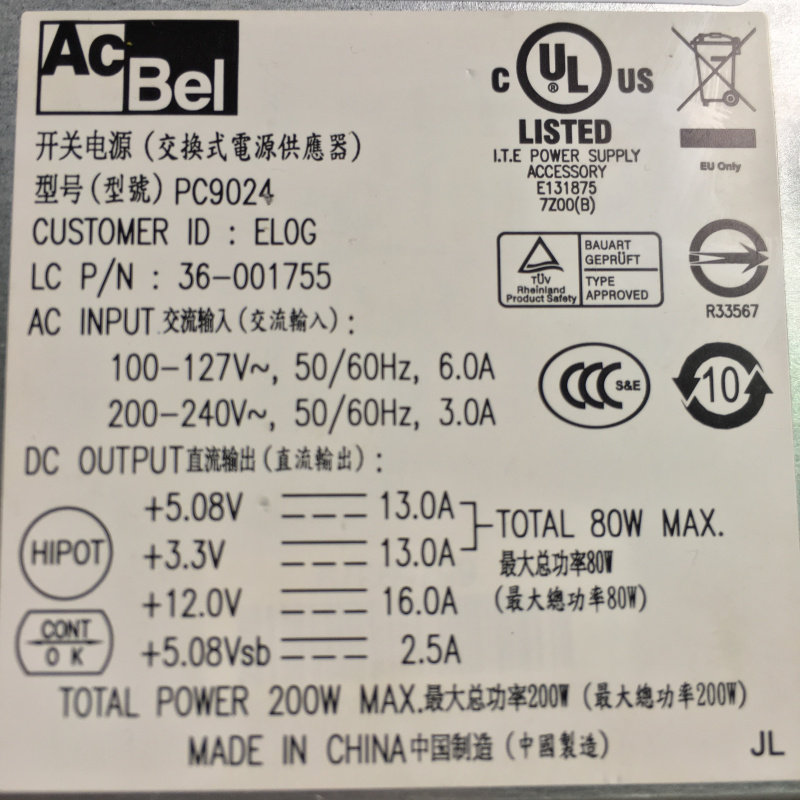 AcBel
C UL® US
LISTED
I.T.E POWER SUPPLY
ACCESSORY
E131875
7Z00(B)
EU Only
开关电源 (交换式電源供應器)
型号(型號) PC9024
CUSTOMER ID : EL0G
LC P/N : 36-001755
TÜV
Rheinland
Product Safety
BAUART
GEPRÜFT
TYPE
APPROVED
R33567
AC INPUT 交流输入(交流輸入) :
100-127V~, 50/60Hz, 6.0A
200-240V~, 50/60Hz, 3.0A
CCC S&E
10
DC OUTPUT 直流输出(直流輸出) :
HIPOT
CONT
OK
+5.08V 13.0A
+3.3V 13.0A
+12.0V 16.0A
+5.08Vsb 2.5A
TOTAL 80W MAX.
最大总功率80W
(最大總功率80W)
TOTAL POWER 200W MAX.最大总功率200W (最大總功率200W)
MADE IN CHINA 中国制造 (中國製造)
JL